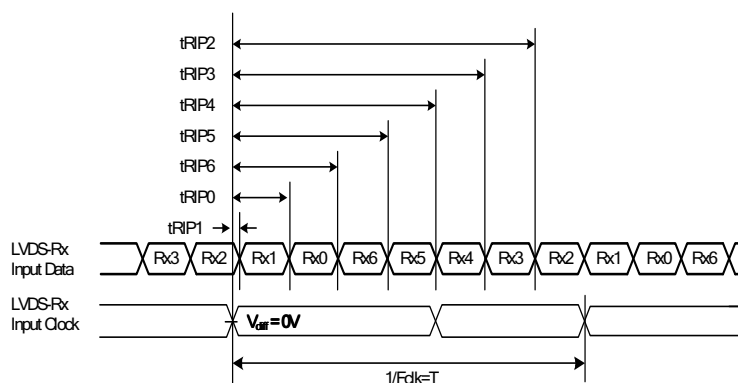 tRIP2
tRIP3
tRIP4
tRIP5
tRIP6
tRIP0
tRIP1
LVDS-Rx
Input Data
Rx3 Rx2 Rx1 Rx0 Rx6 Rx5 Rx4 Rx3 Rx2 Rx1 Rx0 Rx6
LVDS-Rx
Input Clock
Vdiff = 0V
1/Fclk=T